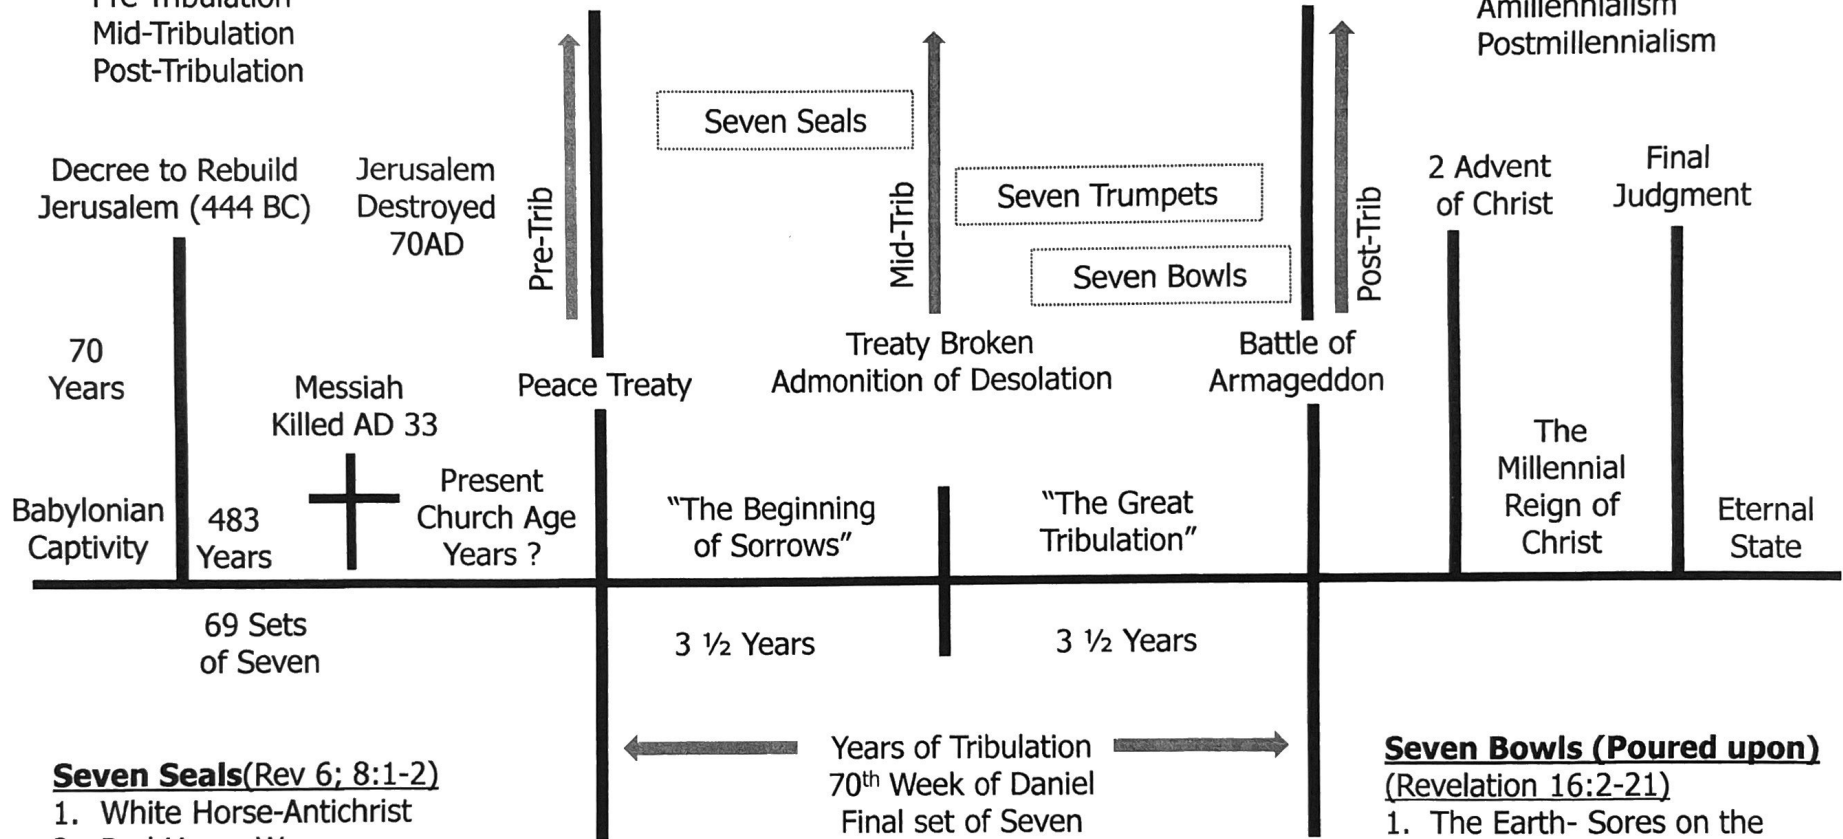 Pre-Tribulation
Mid-Tribulation
Post-Tribulation
Amillennialism
Postmillennialism
Seven Seals
Seven Trumpets
Seven Bowls
Pre-Trib
Mid-Trib
Post-Trib
Decree to Rebuild
Jerusalem (444 BC)
Jerusalem
Destroyed
70AD
2 Advent
of Christ
Final
Judgment
70
Years
Messiah
Killed AD 33
Peace Treaty
Treaty Broken
Admonition of Desolation
Battle of
Armageddon
Babylonian
Captivity
483
Years
Present
Church Age
Years ?
"The Beginning
of Sorrows"
"The Great
Tribulation"
The
Millennial
Reign of
Christ
Eternal
State
69 Sets
of Seven
3 ½ Years
3 ½ Years
Years of Tribulation
70th Week of Daniel
Final set of Seven
Seven Seals(Rev 6; 8:1-2)
1. White Horse-Antichrist
Seven Bowls (Poured upon)
(Revelation 16:2-21)
1. The Earth- Sores on the